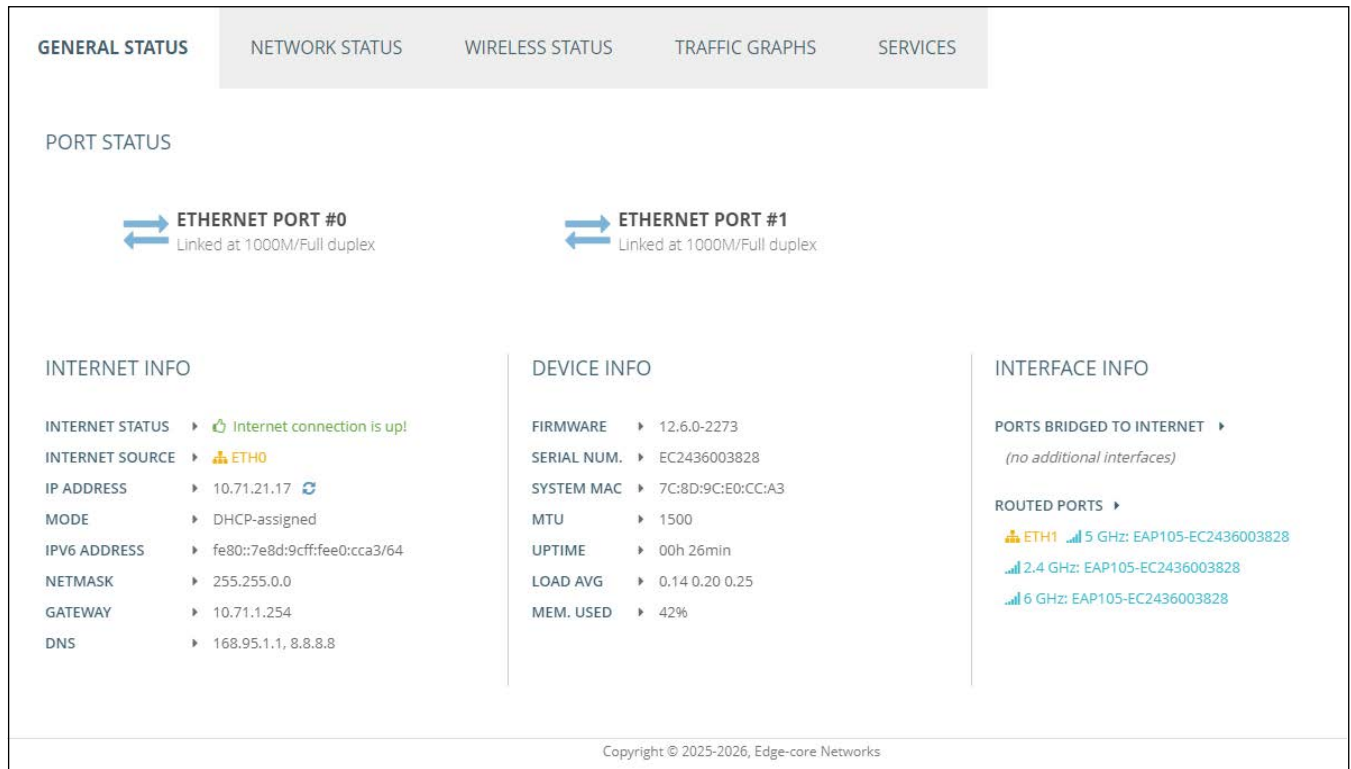 GENERAL STATUS NETWORK STATUS WIRELESS STATUS TRAFFIC GRAPHS SERVICES
PORT STATUS
ETHERNET PORT #0
Linked at 1000M/Full duplex
ETHERNET PORT #1
Linked at 1000M/Full duplex
INTERNET INFO
INTERNET STATUS Internet connection is up!
INTERNET SOURCE ETH0
IP ADDRESS 10.71.21.17
MODE DHCP-assigned
IPV6 ADDRESS fe80::7e8d:9cff:fee0:cca3/64
NETMASK 255.255.0.0
GATEWAY 10.71.1.254
DNS 168.95.1.1, 8.8.8.8
DEVICE INFO
FIRMWARE 12.6.0-2273
SERIAL NUM. EC2436003828
SYSTEM MAC 7C:8D:9C:E0:CC:A3
MTU 1500
UPTIME 00h 26min
LOAD AVG 0.14 0.20 0.25
MEM. USED 42%
INTERFACE INFO
PORTS BRIDGED TO INTERNET
(no additional interfaces)
ROUTED PORTS
ETH1 5 GHz: EAP105-EC2436003828
2.4 GHz: EAP105-EC2436003828
6 GHz: EAP105-EC2436003828
Copyright © 2025-2026, Edge-core Networks